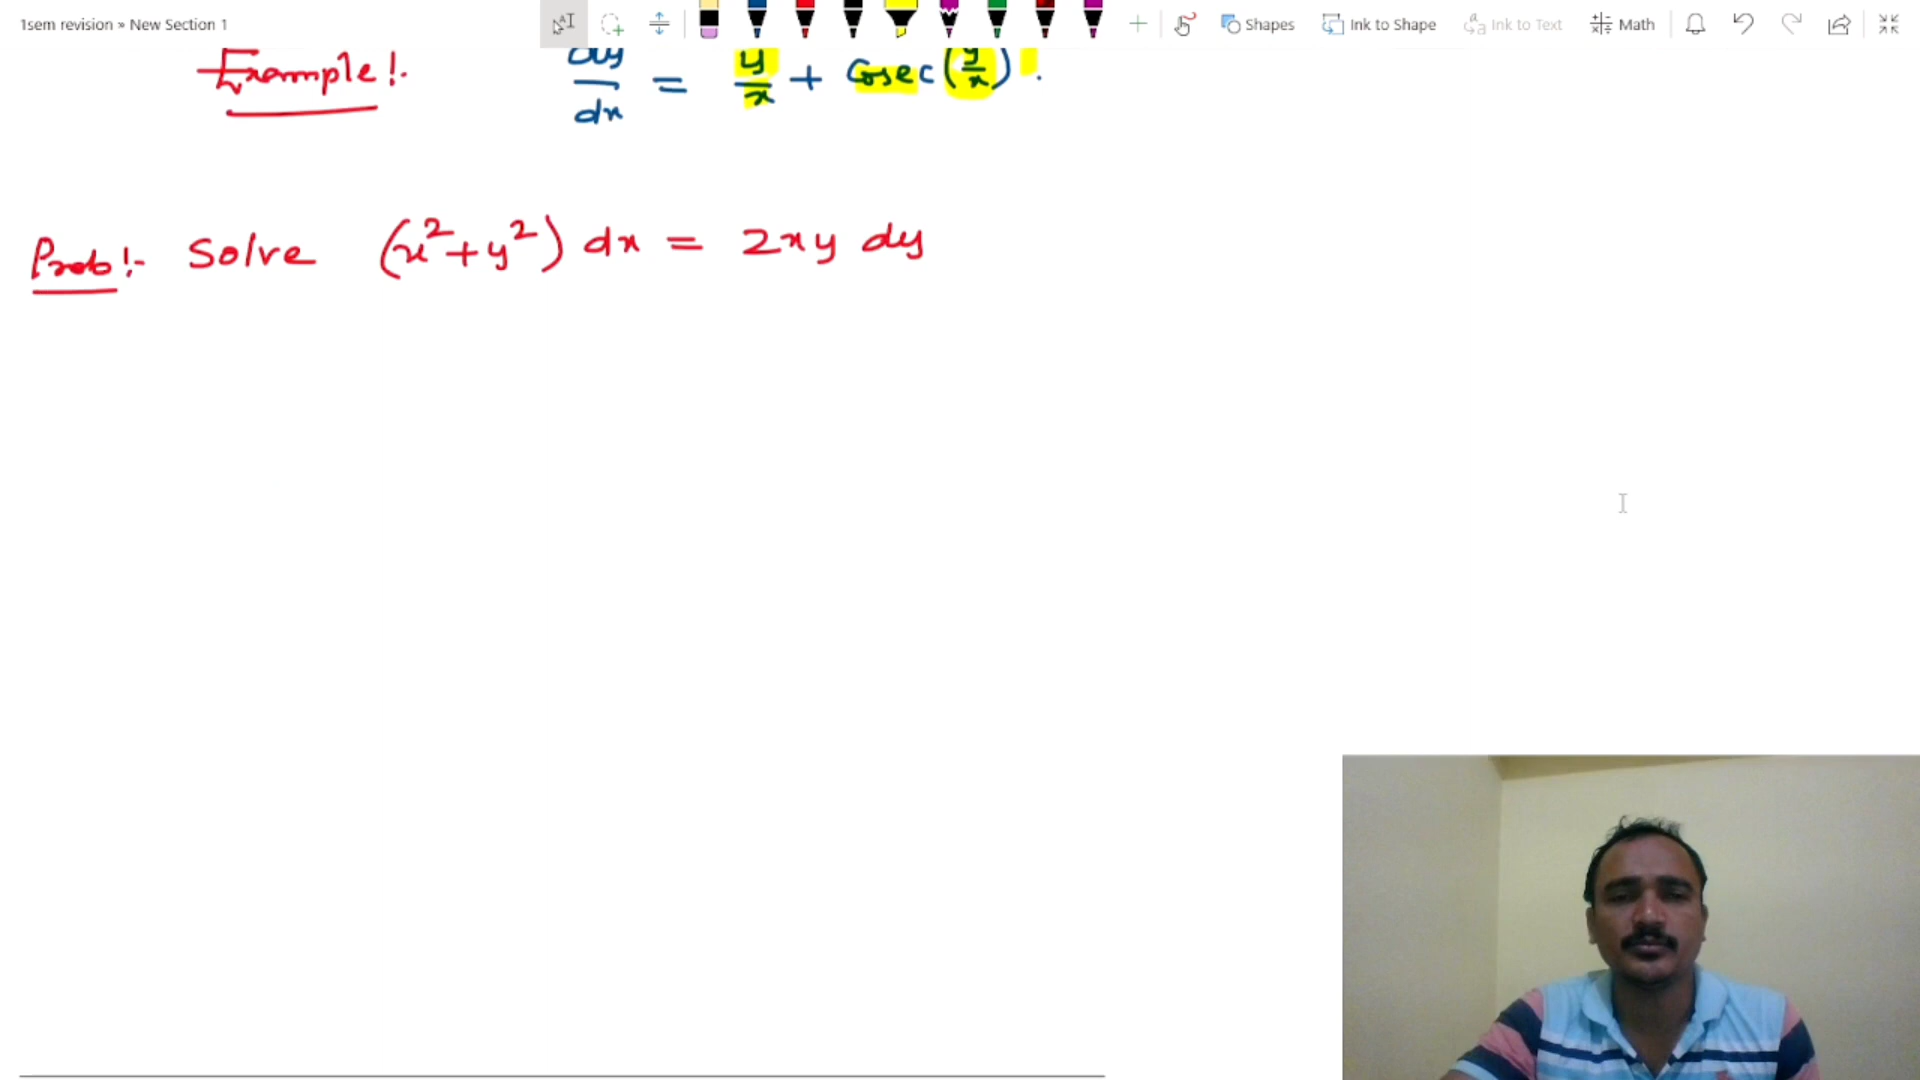 1sem revision » New Section 1
Shapes
Ink to Shape
Ink to Text
Math
Example:-
dy/dx = y/x + Cosec(y/x).
Prob:- Solve (x²+y²) dx = 2xy dy